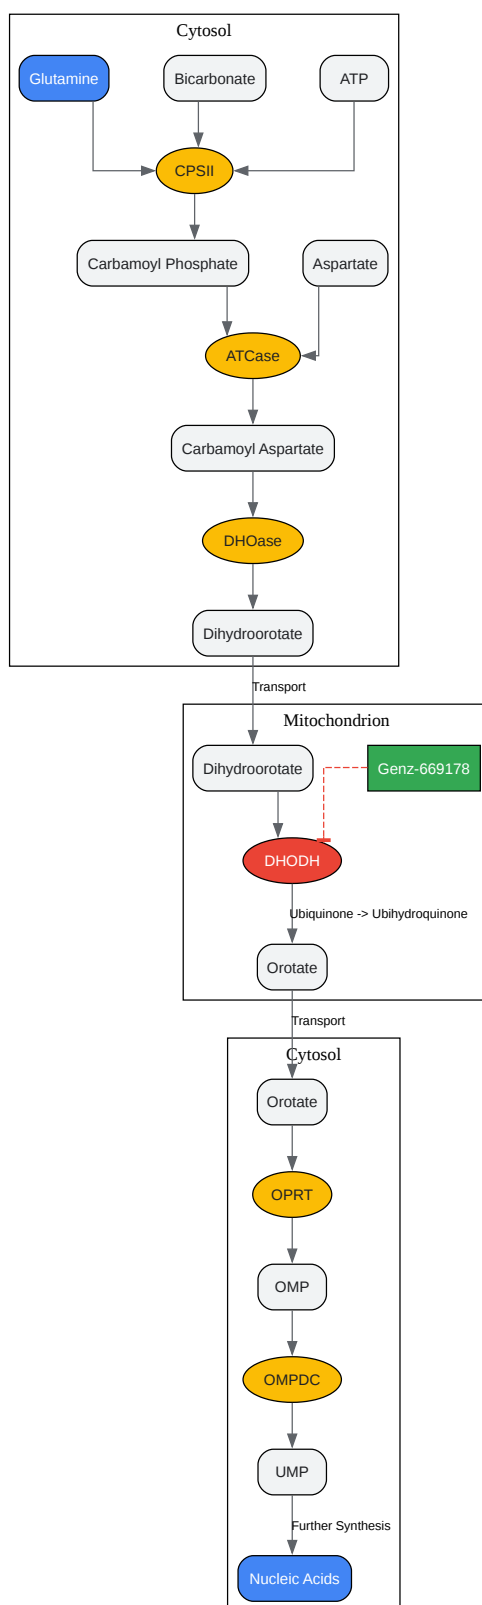 Cytosol
Glutamine
Bicarbonate
ATP
CPSII
Carbamoyl Phosphate
Aspartate
ATCase
Carbamoyl Aspartate
DHOase
Dihydroorotate
Transport
Mitochondrion
Dihydroorotate
Genz-669178
DHODH
Ubiquinone -> Ubihydroquinone
Orotate
Transport
Cytosol
Orotate
OPRT
OMP
OMPDC
UMP
Further Synthesis
Nucleic Acids